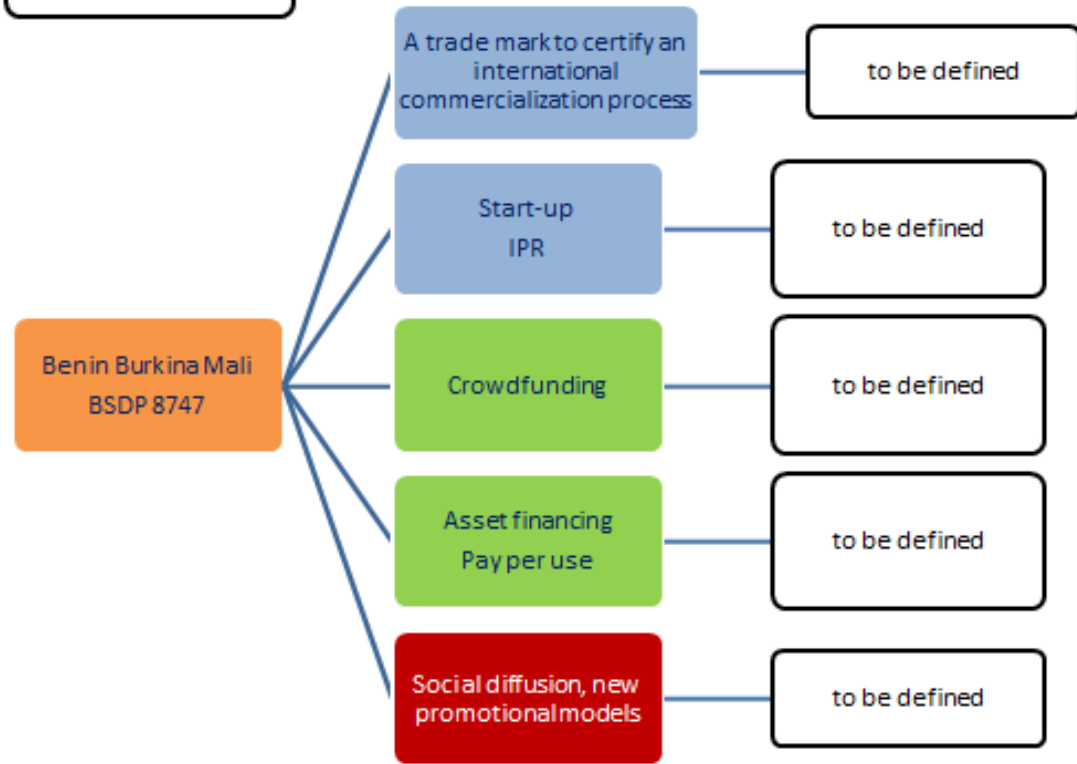 A trade mark to certify an
international
commercialization process
to be defined
Start-up
IPR
to be defined
Benin Burkina Mali
BSDP 8747
Crowdfunding
to be defined
Asset financing
Pay per use
to be defined
Social diffusion, new
promotional models
to be defined